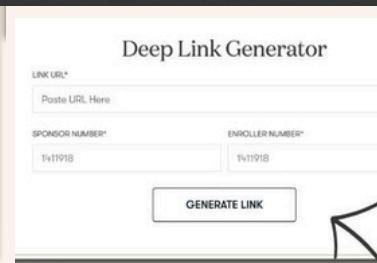 Deep Link Generator
LINK URL*
Paste URL Here
SPONSOR NUMBER* ENROLLER NUMBER*
1411918 1411918
GENERATE LINK